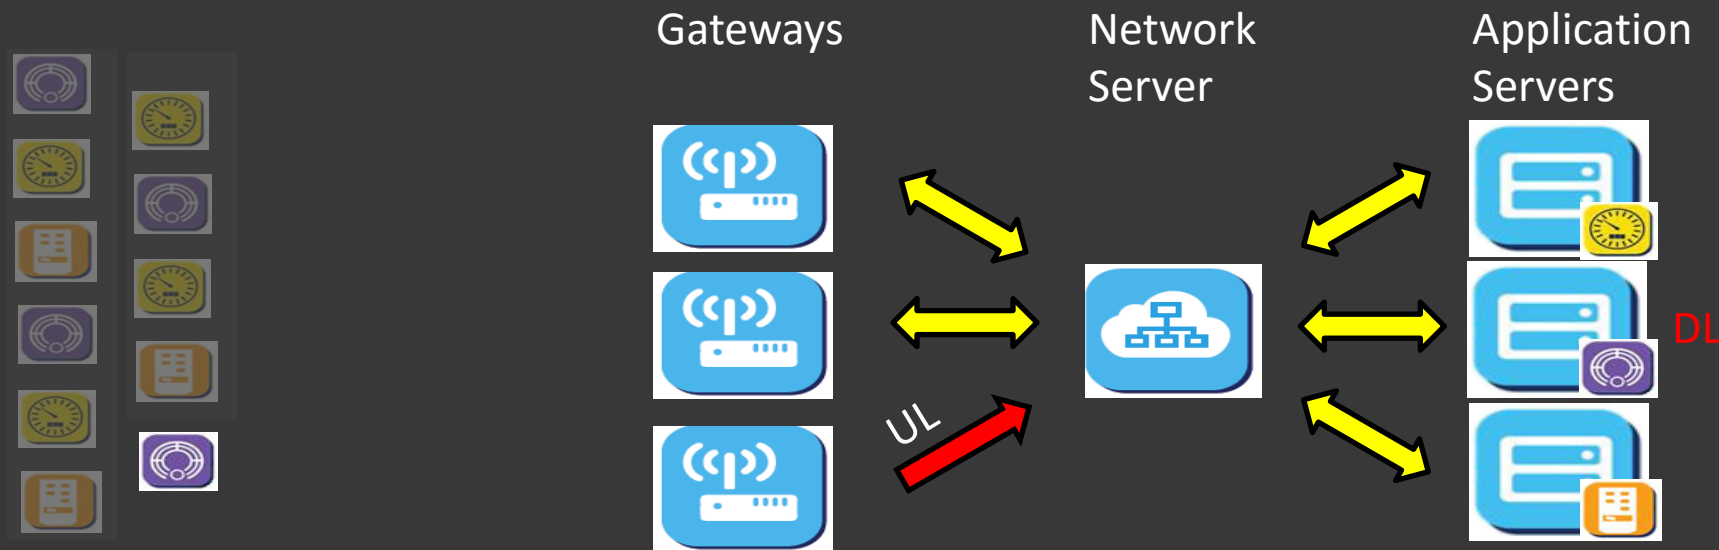 Gateways
Network
Server
Application
Servers
UL
DL